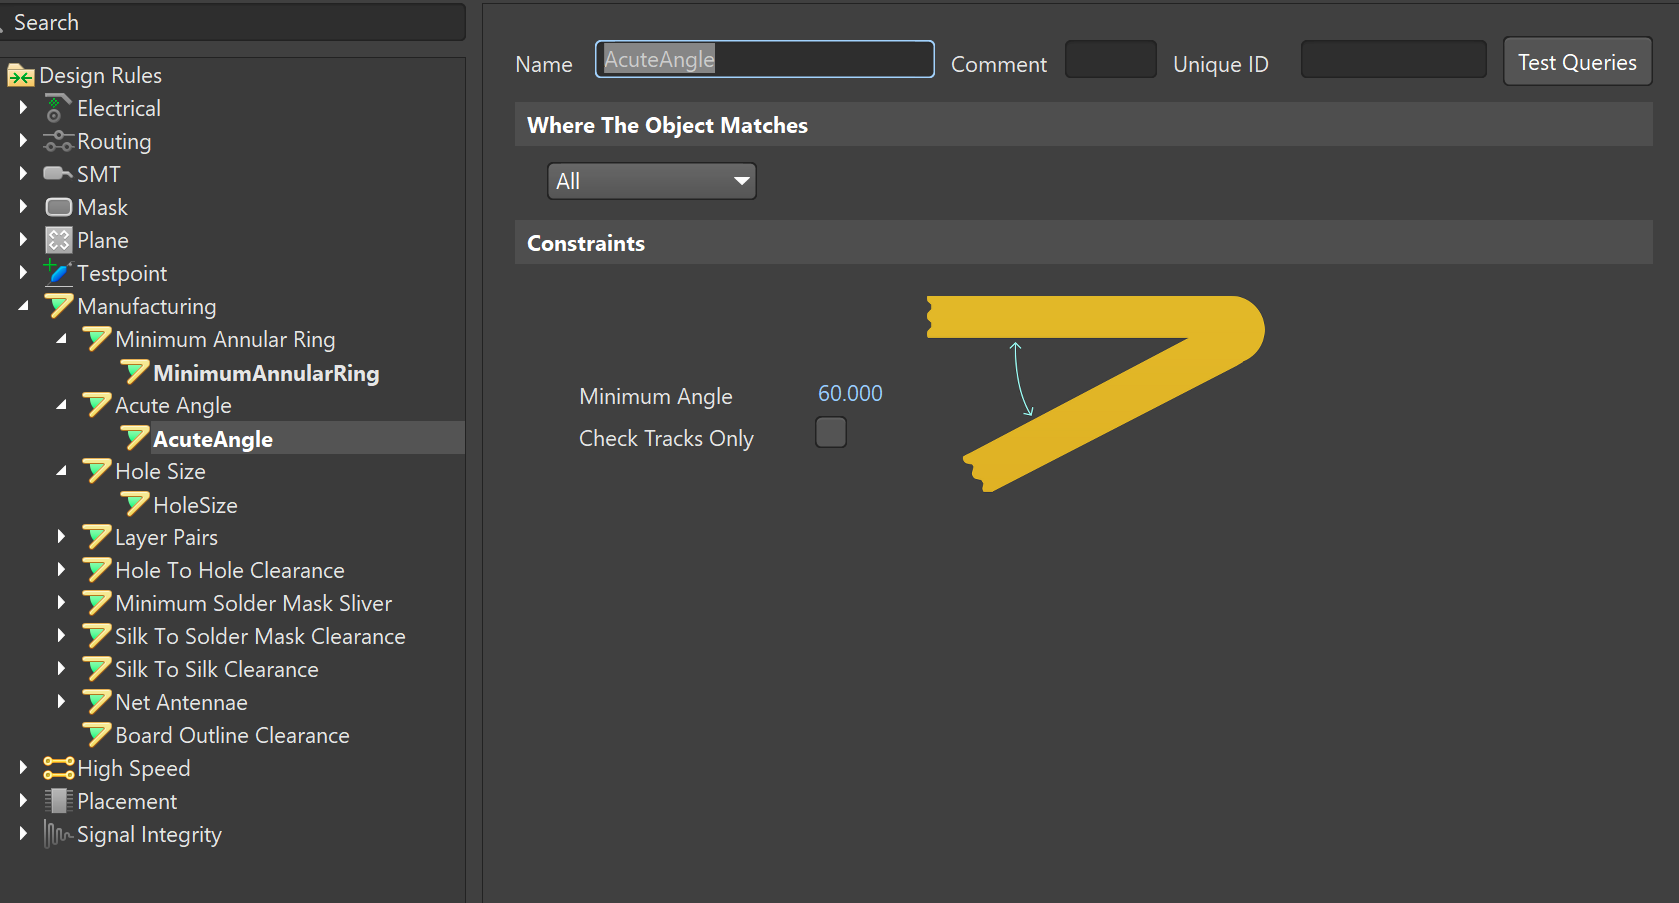 Search
Design Rules
Electrical
Routing
SMT
Mask
Plane
Testpoint
Manufacturing
Minimum Annular Ring
MinimumAnnularRing
Acute Angle
AcuteAngle
Hole Size
HoleSize
Layer Pairs
Hole To Hole Clearance
Minimum Solder Mask Sliver
Silk To Solder Mask Clearance
Silk To Silk Clearance
Net Antennae
Board Outline Clearance
High Speed
Placement
Signal Integrity
Name AcuteAngle Comment Unique ID Test Queries
Where The Object Matches
All
Constraints
Minimum Angle 60.000
Check Tracks Only